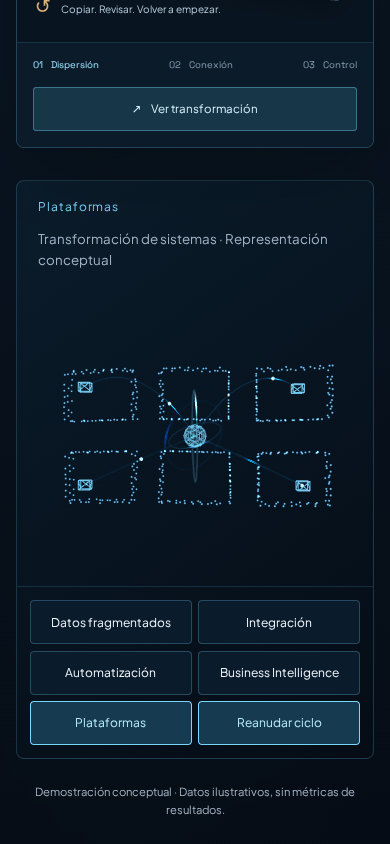 Copiar. Revisar. Volver a empezar.
01 Dispersión 02 Conexión 03 Control
↗ Ver transformación
Plataformas
Transformación de sistemas · Representación
conceptual
Datos fragmentados Integración
Automatización Business Intelligence
Plataformas Reanudar ciclo
Demostración conceptual · Datos ilustrativos, sin métricas de
resultados.